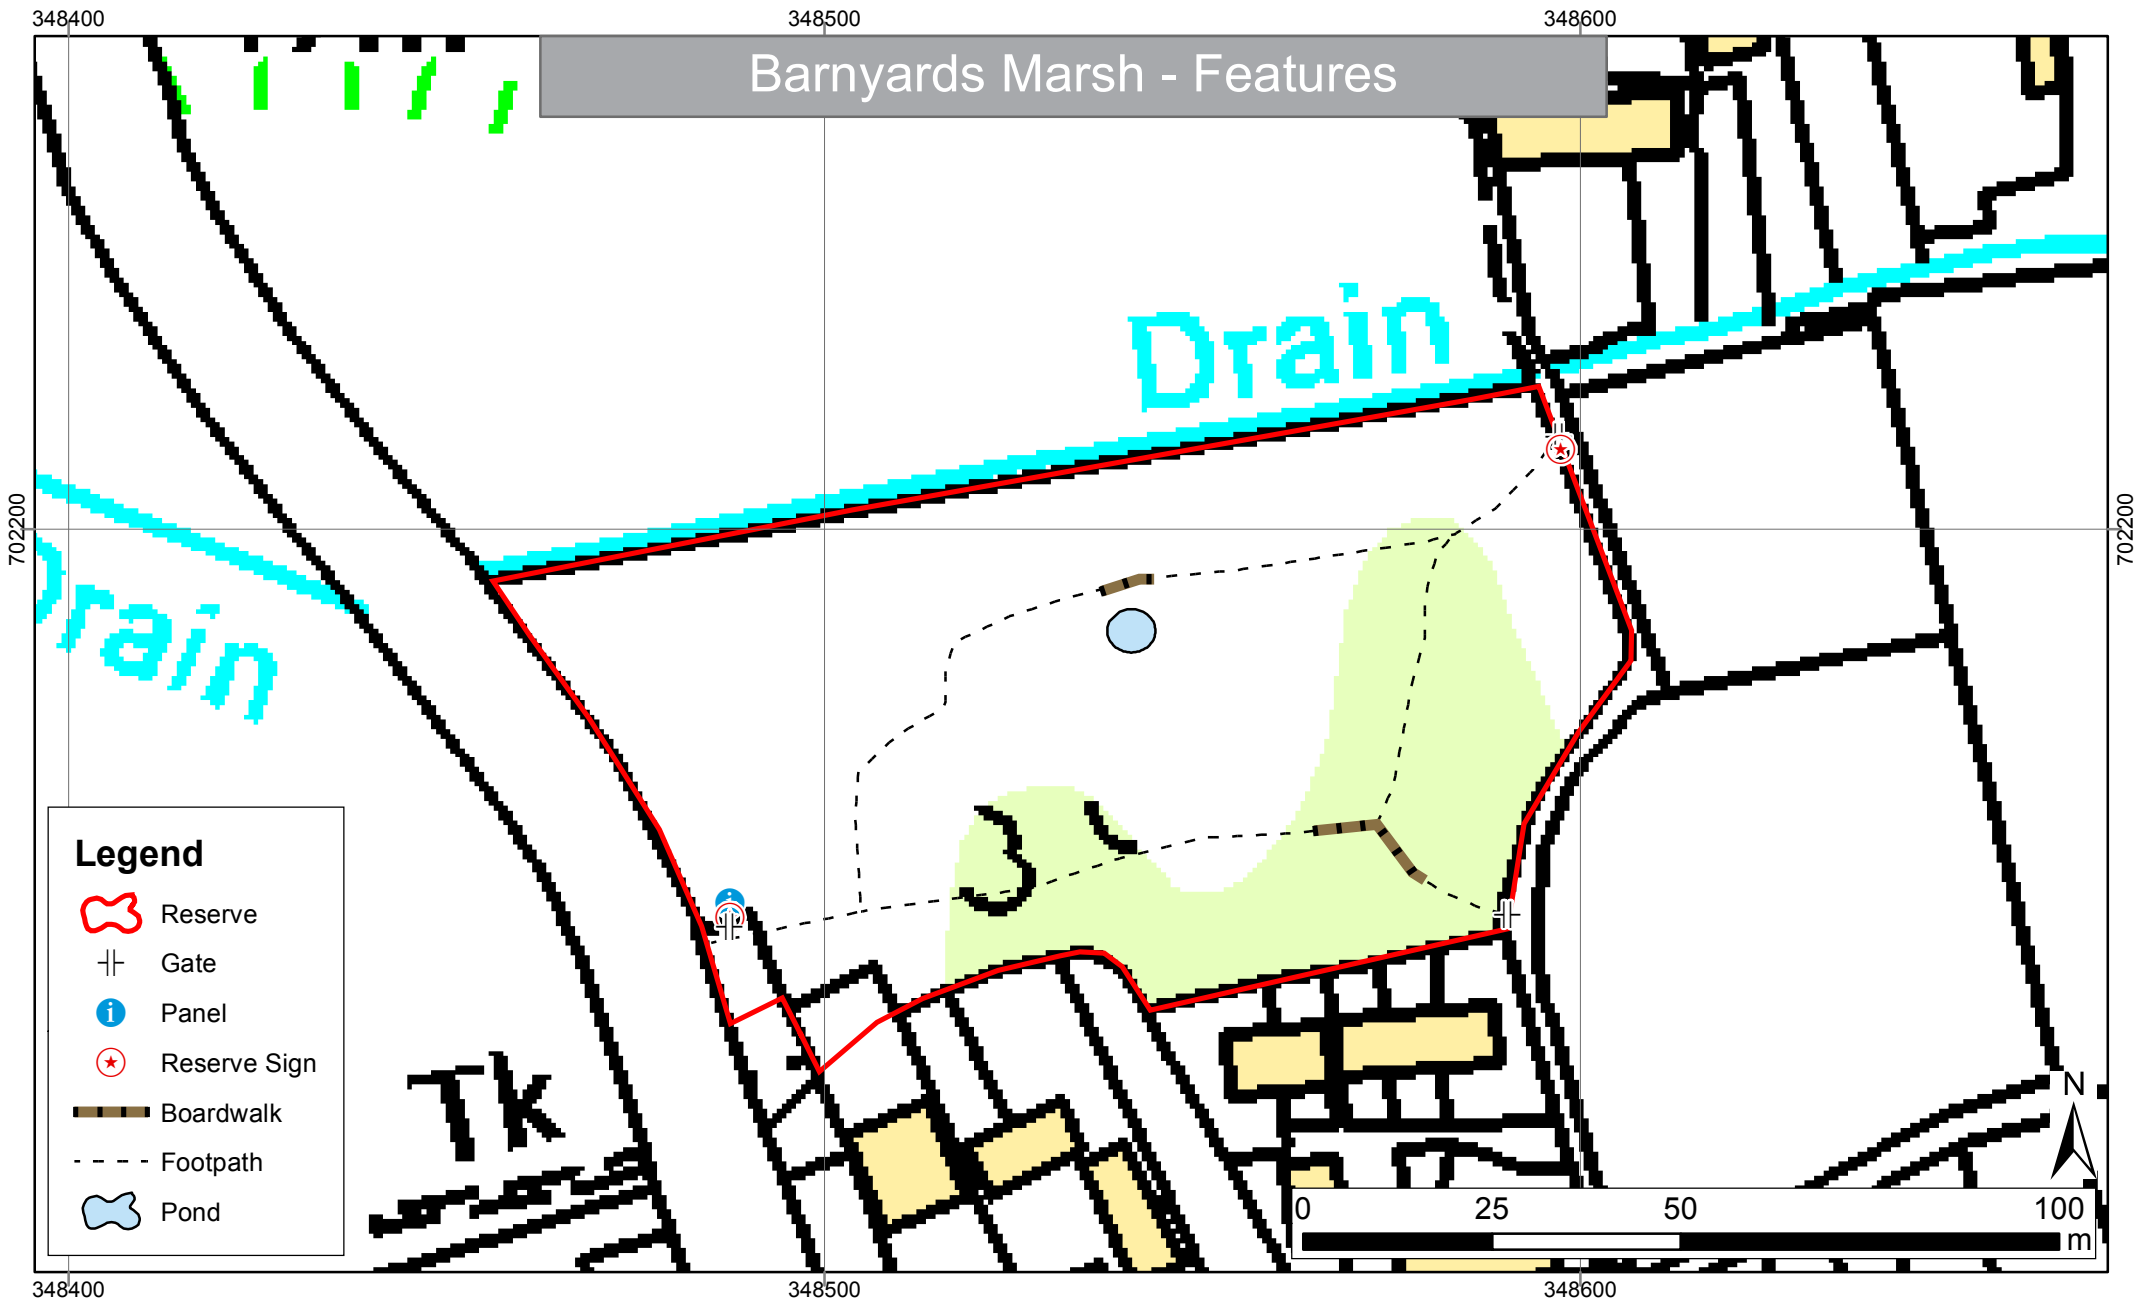 348400 348500 348600
Barnyards Marsh - Features
Drain
702200 702200
Drain
Legend
Reserve
Gate
i Panel
Reserve Sign
Boardwalk
Footpath
Pond
Tk
N
0 25 50 100
m
348400 348500 348600